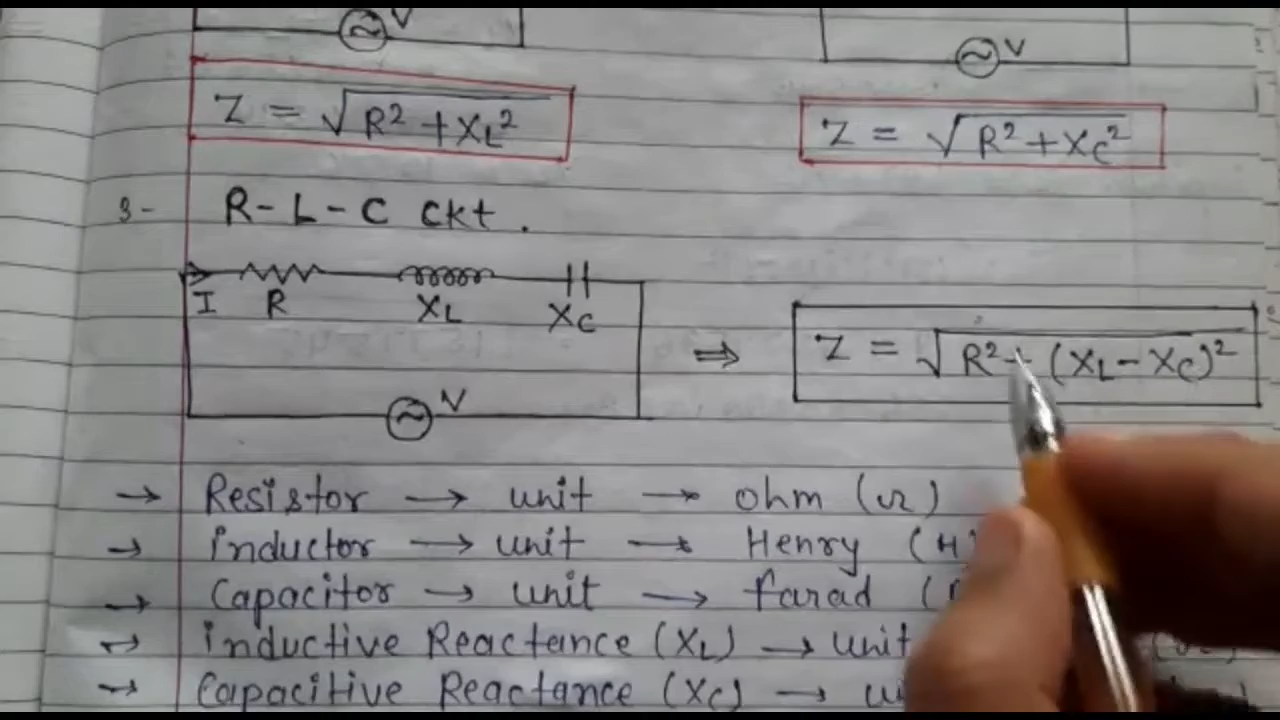 V V
Z = √R² + XL² Z = √R² + XC²
3- R-L-C Ckt.
I R XL XC
⇒ Z = √R² + (XL - XC)²
V
→ Resistor → unit → ohm (Ω)
→ inductor → unit → Henry (H)
→ Capacitor → unit → farad (
→ inductive Reactance (XL) → unit
→ Capacitive Reactance (XC) →